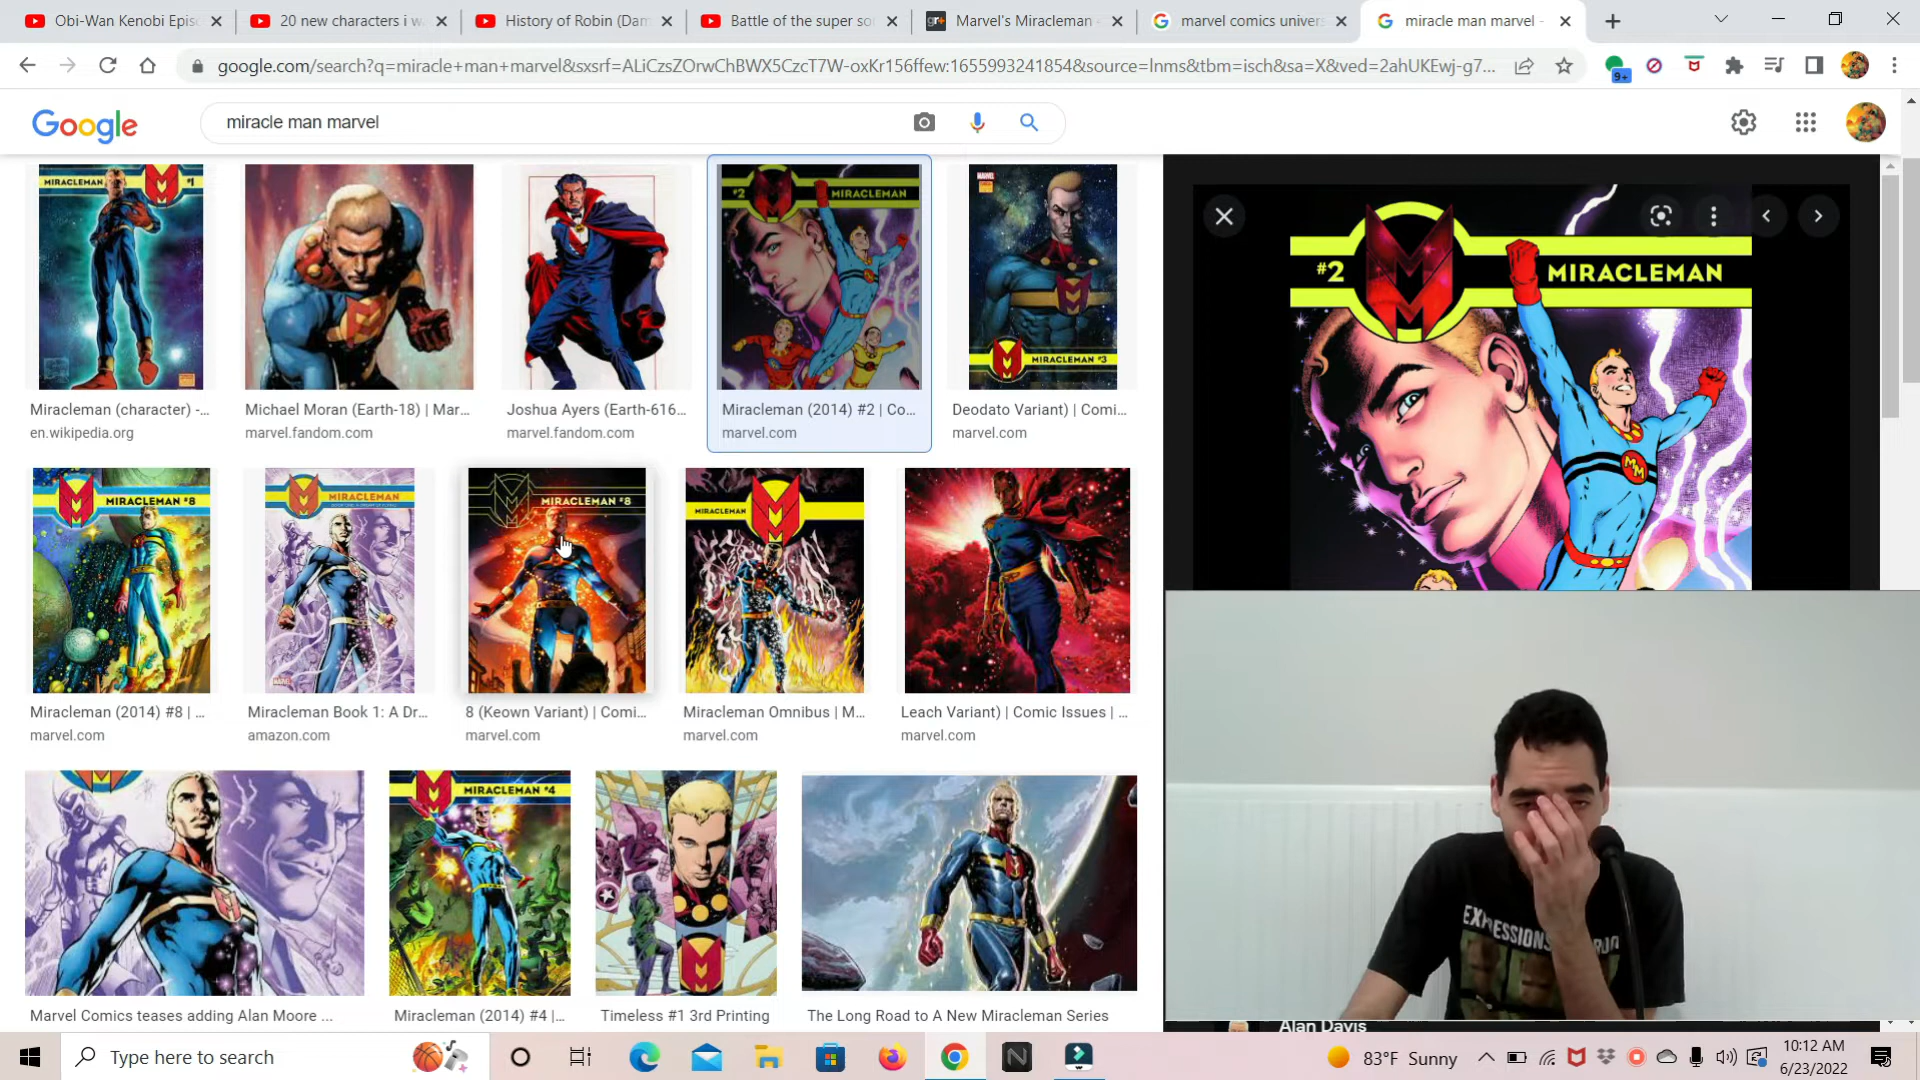 Obi-Wan Kenobi Epis
20 new characters i w
History of Robin (Dam
Battle of the super so
Marvel's Miracleman -
marvel comics univers
miracle man marvel -
google.com/search?q=miracle+man+marvel&sxsrf=ALiCzsZOrwChBWX5CzcT7W-oxKr156ffew:1655993241854&source=lnms&tbm=isch&sa=X&ved=2ahUKEwj-g7...
9+
Google
miracle man marvel
MIRACLEMAN #1
#2 MIRACLEMAN
MARVEL
MIRACLEMAN #3
#2 MIRACLEMAN
MM
Miracleman (character) -...
Michael Moran (Earth-18) | Mar...
Joshua Ayers (Earth-616...
Miracleman (2014) #2 | Co...
Deodato Variant) | Comi...
en.wikipedia.org
marvel.fandom.com
marvel.fandom.com
marvel.com
marvel.com
MIRACLEMAN #8
MIRACLEMAN
MIRACLEMAN #8
MIRACLEMAN
MARVEL
Miracleman (2014) #8 | ...
Miracleman Book 1: A Dr...
8 (Keown Variant) | Comi...
Miracleman Omnibus | M...
Leach Variant) | Comic Issues | ...
marvel.com
amazon.com
marvel.com
marvel.com
marvel.com
MIRACLEMAN #4
EXPRESSIONS
Marvel Comics teases adding Alan Moore ...
Miracleman (2014) #4 |...
Timeless #1 3rd Printing
The Long Road to A New Miracleman Series
Alan Davis
Type here to search
83°F Sunny
10:12 AM
6/23/2022